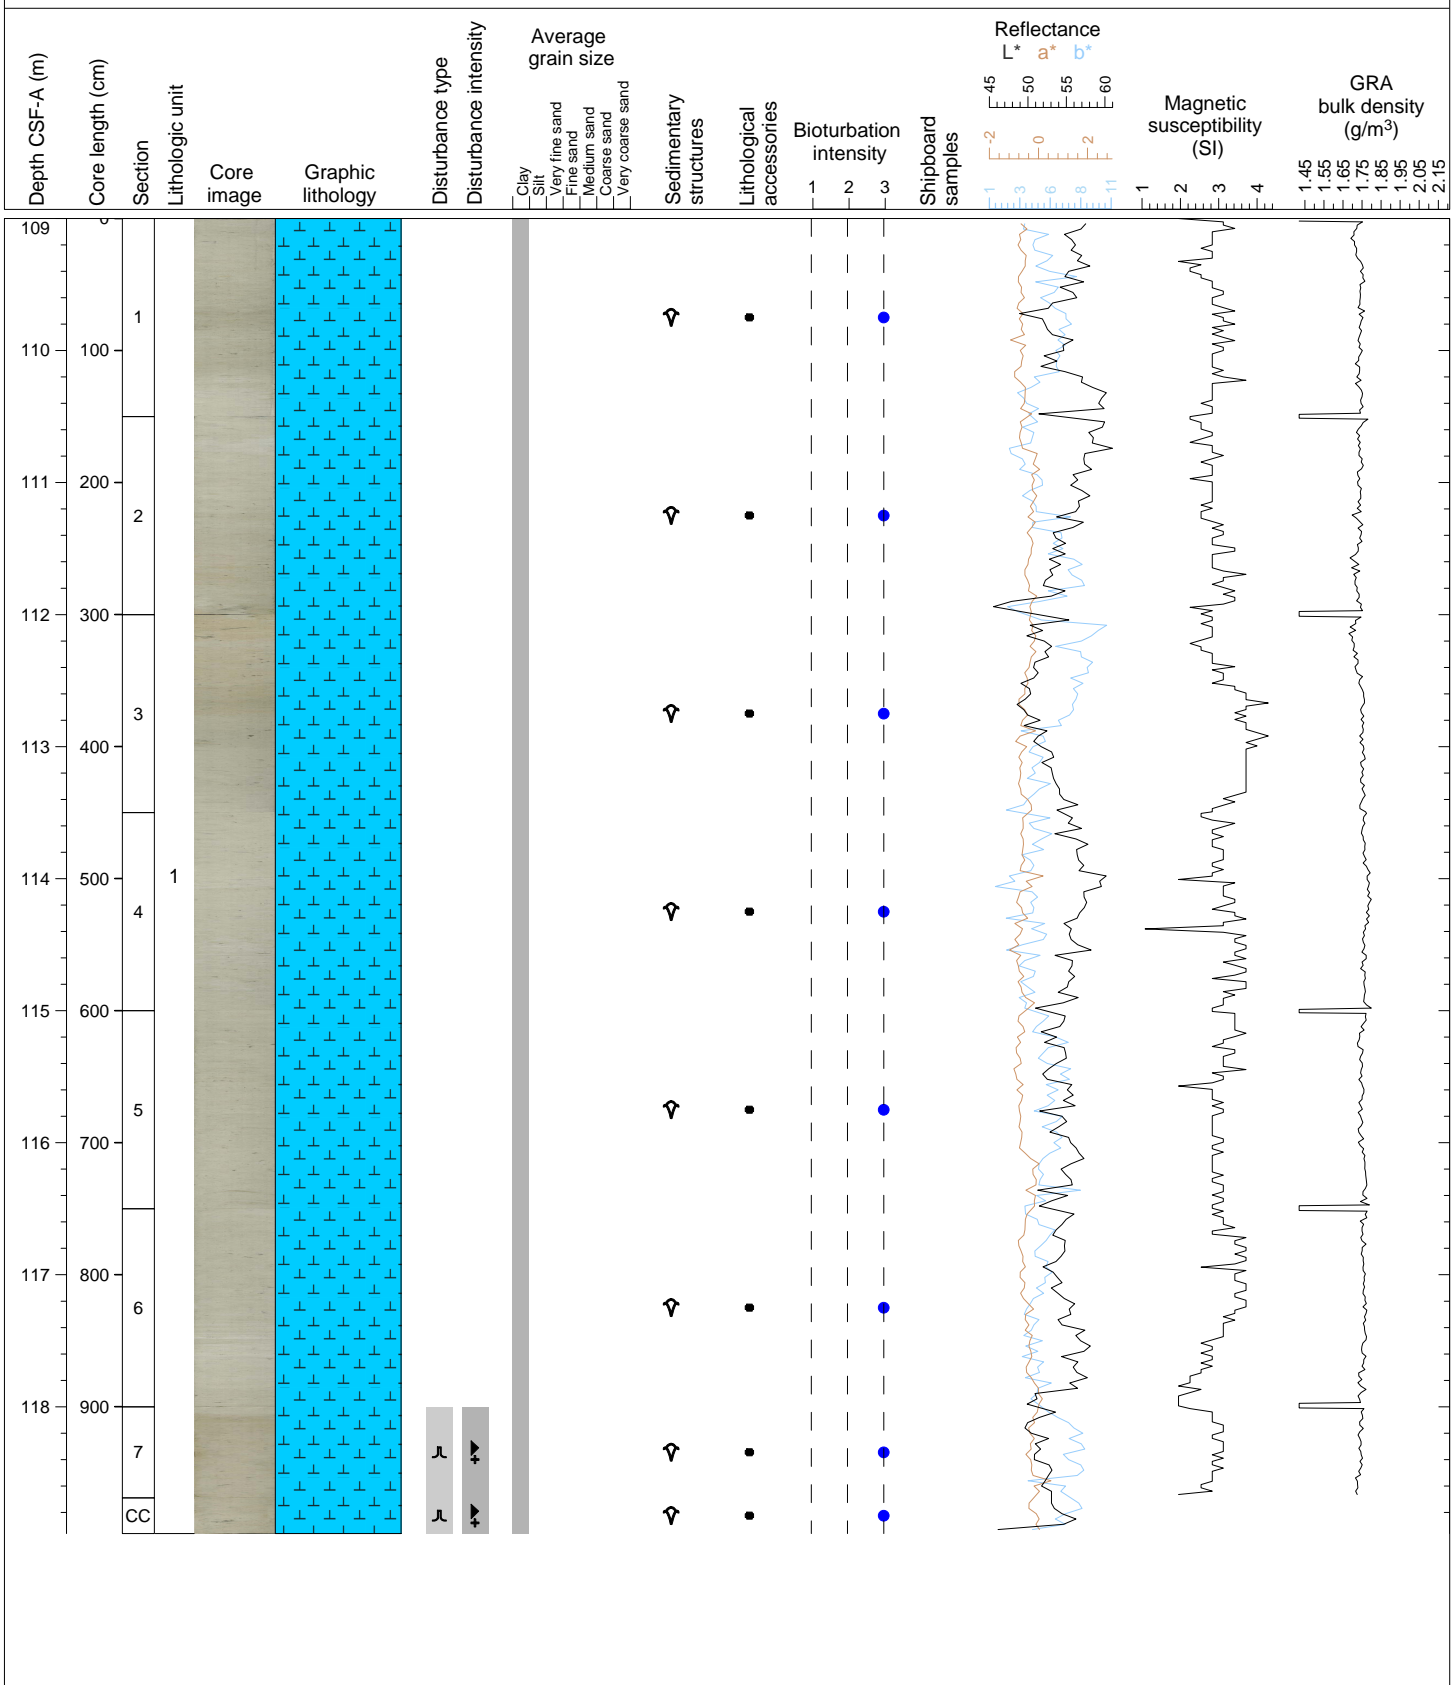 Depth CSF-A (m)
Core length (cm)
Section
Lithologic unit
Core
image
Graphic
lithology
Disturbance type
Disturbance intensity
Average
grain size
Clay
Silt
Very fine sand
Fine sand
Medium sand
Coarse sand
Very coarse sand
Sedimentary
structures
Lithological
accessories
Bioturbation
intensity
1 2 3
Shipboard
samples
Reflectance
L* a* b*
45 50 55 60
-2 0 2
1 3 6 8 11
Magnetic
susceptibility
(SI)
1 2 3 4
GRA
bulk density
(g/m³)
1.45 1.55 1.65 1.75 1.85 1.95 2.05 2.15
109 0
1
110 100
111 200
2
112 300
3
113 400
114 500 1
4
115 600
5
116 700
117 800
6
118 900
7
CC